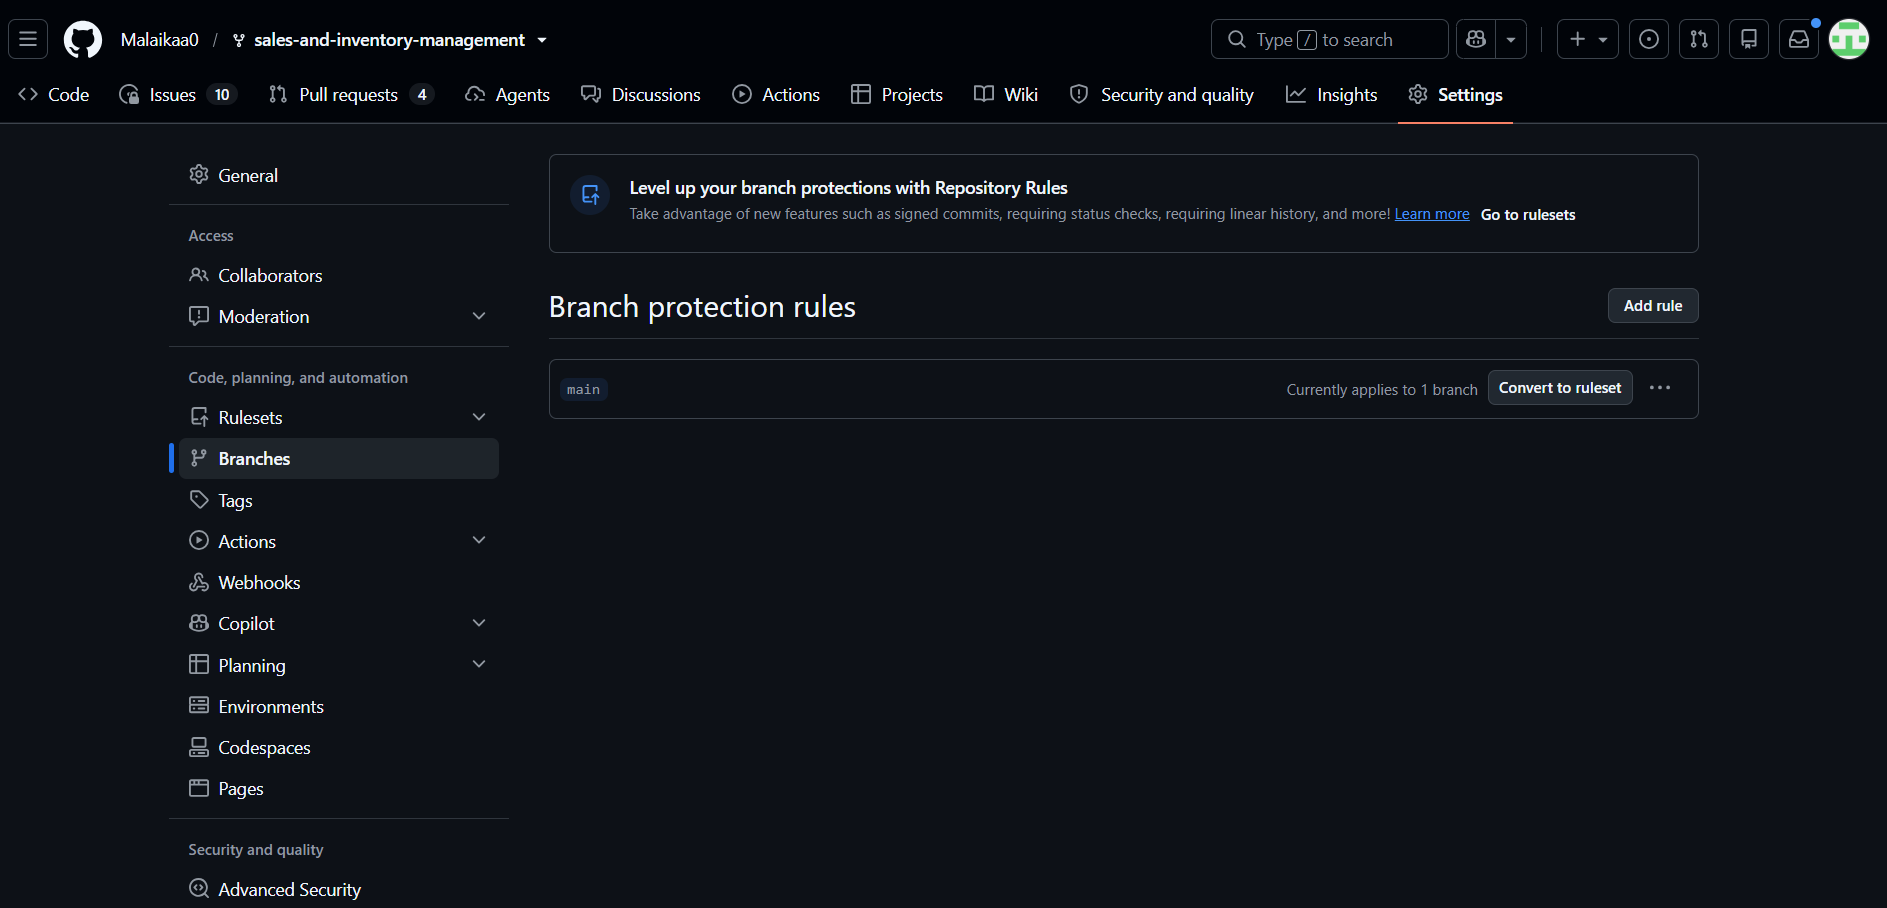 Malaikaa0 / sales-and-inventory-management
Type / to search
Code
Issues 10
Pull requests 4
Agents
Discussions
Actions
Projects
Wiki
Security and quality
Insights
Settings
General
Access
Collaborators
Moderation
Code, planning, and automation
Rulesets
Branches
Tags
Actions
Webhooks
Copilot
Planning
Environments
Codespaces
Pages
Security and quality
Advanced Security
Level up your branch protections with Repository Rules
Take advantage of new features such as signed commits, requiring status checks, requiring linear history, and more! Learn more Go to rulesets
Branch protection rules
Add rule
main
Currently applies to 1 branch
Convert to ruleset